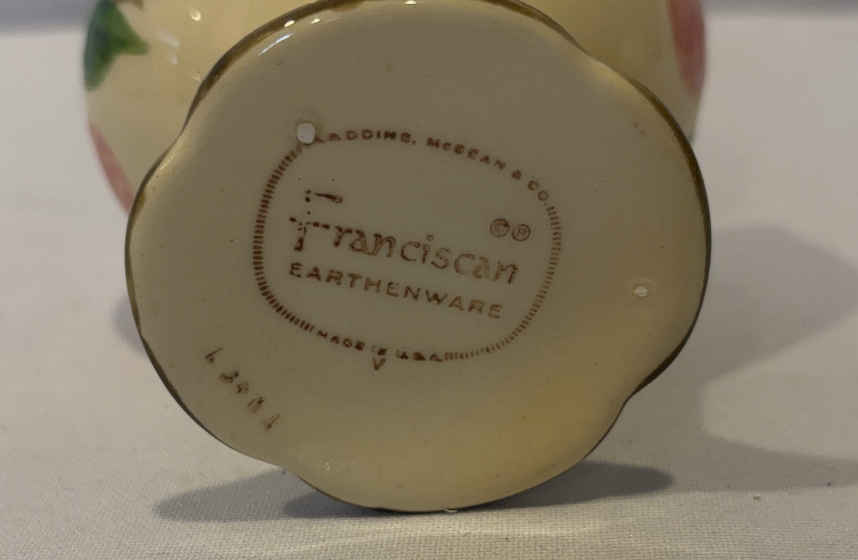 GLADDING, McBEAN & CO.
©®
Franciscan
EARTHENWARE
MADE IN U.S.A.
V